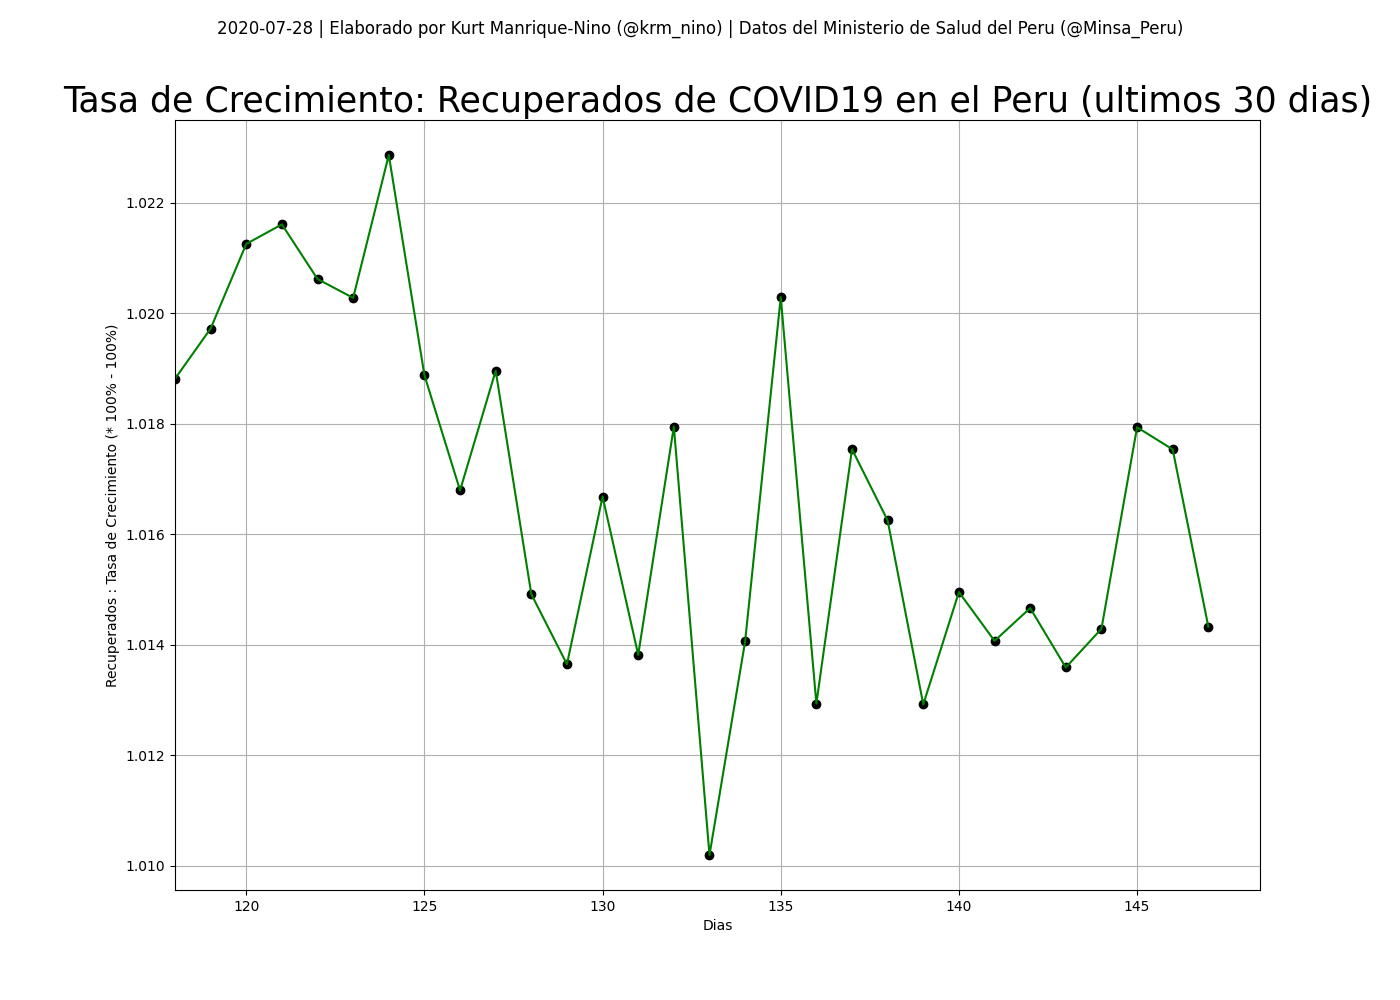 2020-07-28 | Elaborado por Kurt Manrique-Nino (@krm_nino) | Datos del Ministerio de Salud del Peru (@Minsa_Peru)
Tasa de Crecimiento: Recuperados de COVID19 en el Peru (ultimos 30 dias)
Recuperados : Tasa de Crecimiento (* 100% - 100%)
1.022
1.020
1.018
1.016
1.014
1.012
1.010
120 125 130 135 140 145
Dias